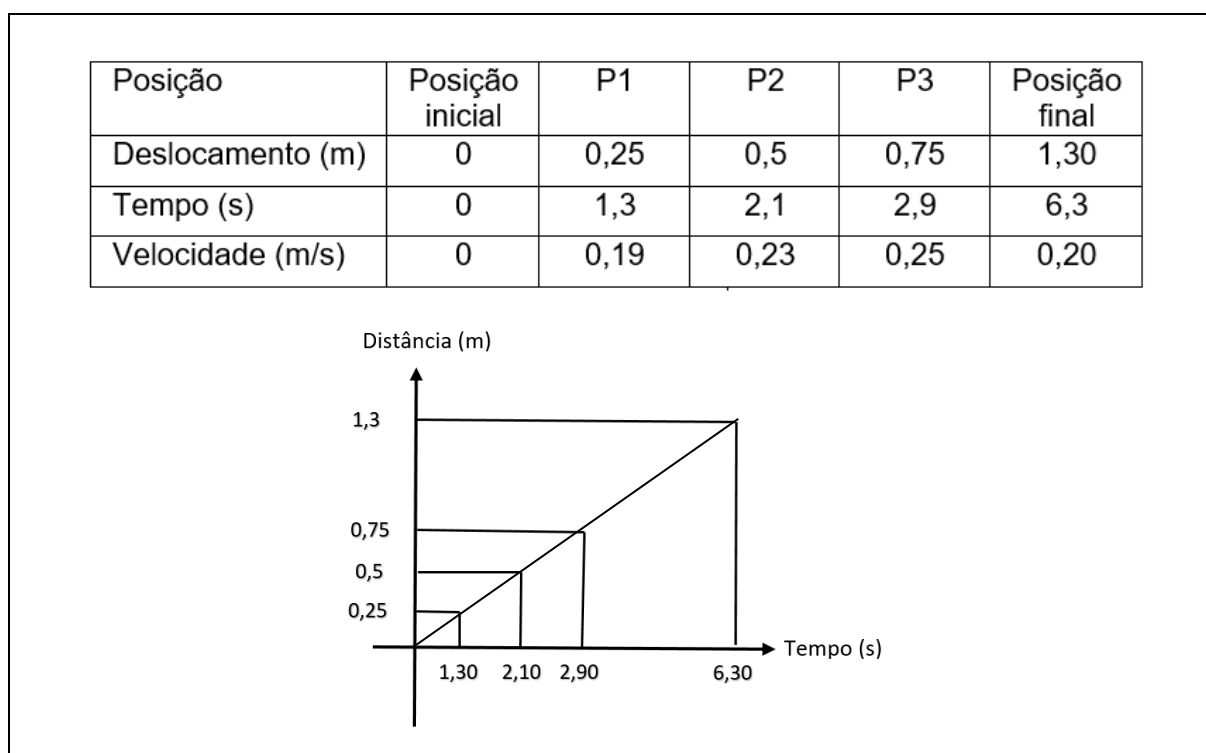 Posição Posição inicial P1 P2 P3 Posição final
Deslocamento (m) 0 0,25 0,5 0,75 1,30
Tempo (s) 0 1,3 2,1 2,9 6,3
Velocidade (m/s) 0 0,19 0,23 0,25 0,20
Distância (m)
1,3
0,75
0,5
0,25
Tempo (s)
1,30 2,10 2,90 6,30